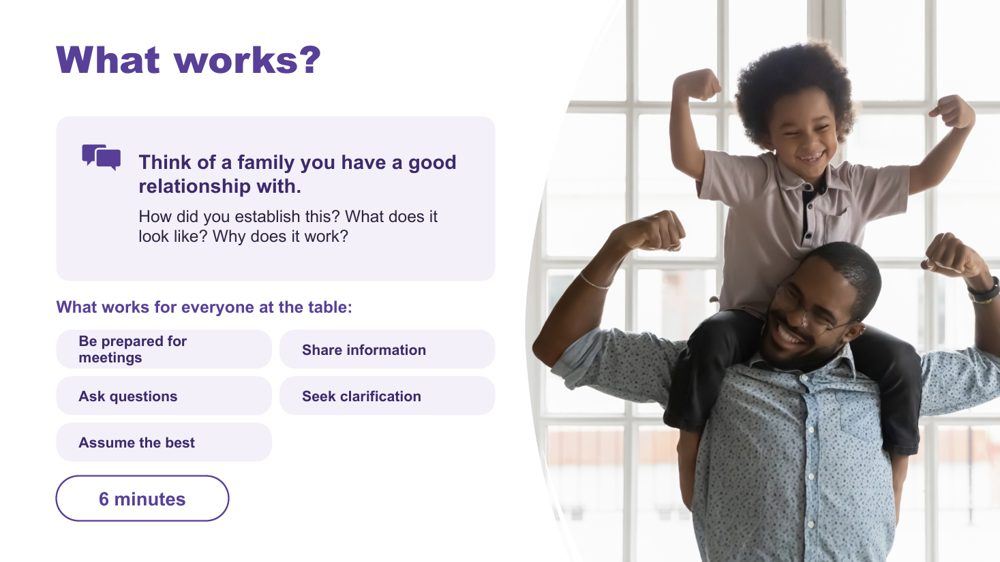 What works?
Think of a family you have a good
relationship with.
How did you establish this? What does it
look like? Why does it work?
What works for everyone at the table:
Be prepared for
meetings
Share information
Ask questions
Seek clarification
Assume the best
6 minutes